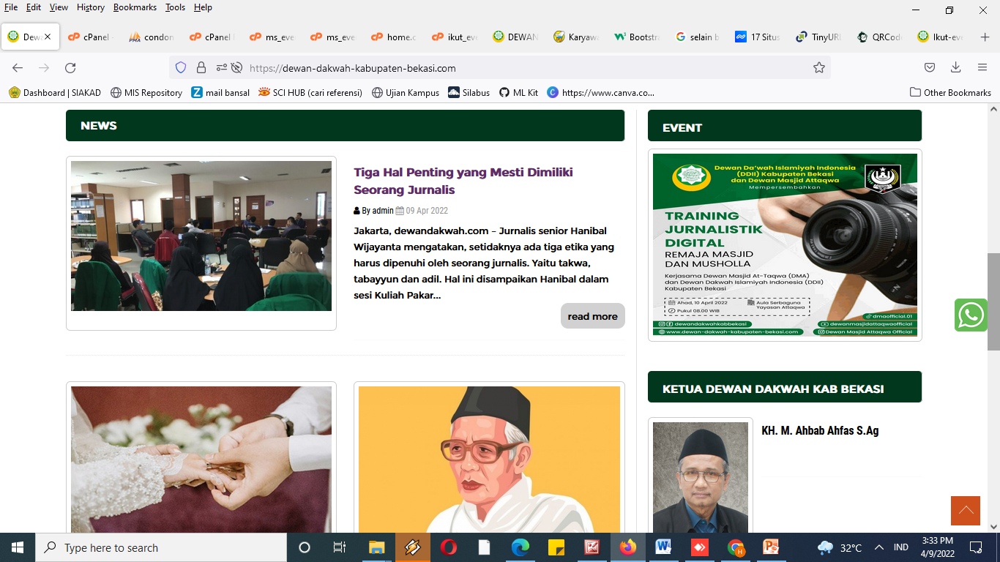 File Edit View History Bookmarks Tools Help
Dew
cPanel
condon
cPanel
ms_eve
ms_eve
home.c
ikut_eve
DEWAN
Karyaw
Bootstra
selain b
17 Situs
TinyURL
QRCode
Ikut-eve
https://dewan-dakwah-kabupaten-bekasi.com
Dashboard | SIAKAD
MIS Repository
mail bansal
SCI HUB (cari referensi)
Ujian Kampus
Silabus
ML Kit
https://www.canva.co...
Other Bookmarks
NEWS
Tiga Hal Penting yang Mesti Dimiliki
Seorang Jurnalis
By admin 09 Apr 2022
Jakarta, dewandakwah.com – Jurnalis senior Hanibal
Wijayanta mengatakan, setidaknya ada tiga etika yang
harus dipenuhi oleh seorang jurnalis. Yaitu takwa,
tabayyun dan adil. Hal ini disampaikan Hanibal dalam
sesi Kuliah Pakar...
read more
EVENT
Dewan Da'wah Islamiyah Indonesia
(DDII) Kabupaten Bekasi
dan Dewan Masjid Attaqwa
Mempersembahkan
TRAINING
JURNALISTIK
DIGITAL
REMAJA MASJID
DAN MUSHOLLA
Kerjasama Dewan Masjid At-Taqwa (DMA)
dan Dewan Dakwah Islamiyah Indonesia (DDII)
Kabupaten Bekasi
Ahad, 10 April 2022
Pukul 08.00 WIB
Aula Serbaguna
Yayasan Attaqwa
dmaofficial.01
dewandakwahkabbekasi
dewanmasjidattaqwaofficial
www.dewan-dakwah-kabupaten-bekasi.com
Dewan Masjid Attaqwa Official
KETUA DEWAN DAKWAH KAB BEKASI
KH. M. Ahbab Ahfas S.Ag
Type here to search
32°C
IND
3:33 PM
4/9/2022